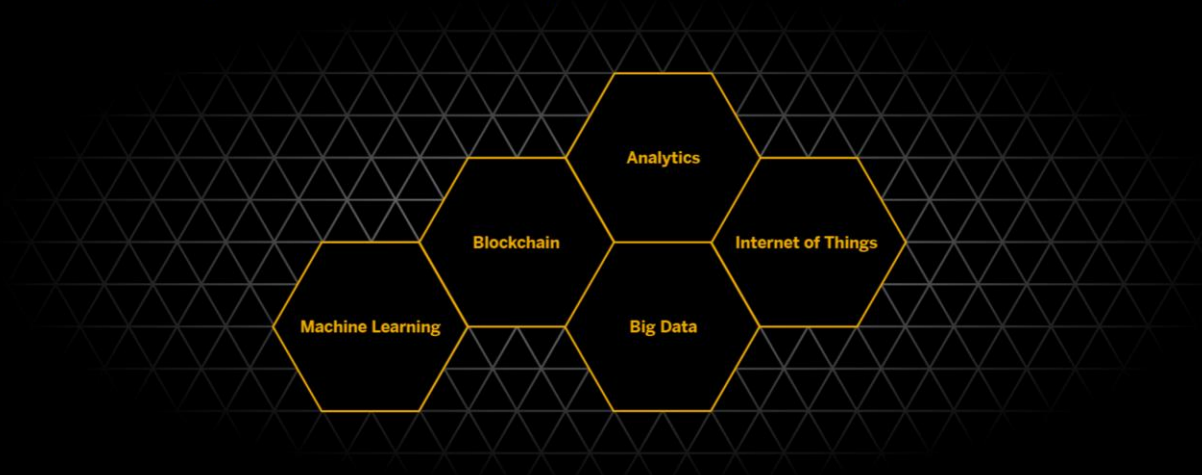 Analytics
Blockchain
Internet of Things
Machine Learning
Big Data